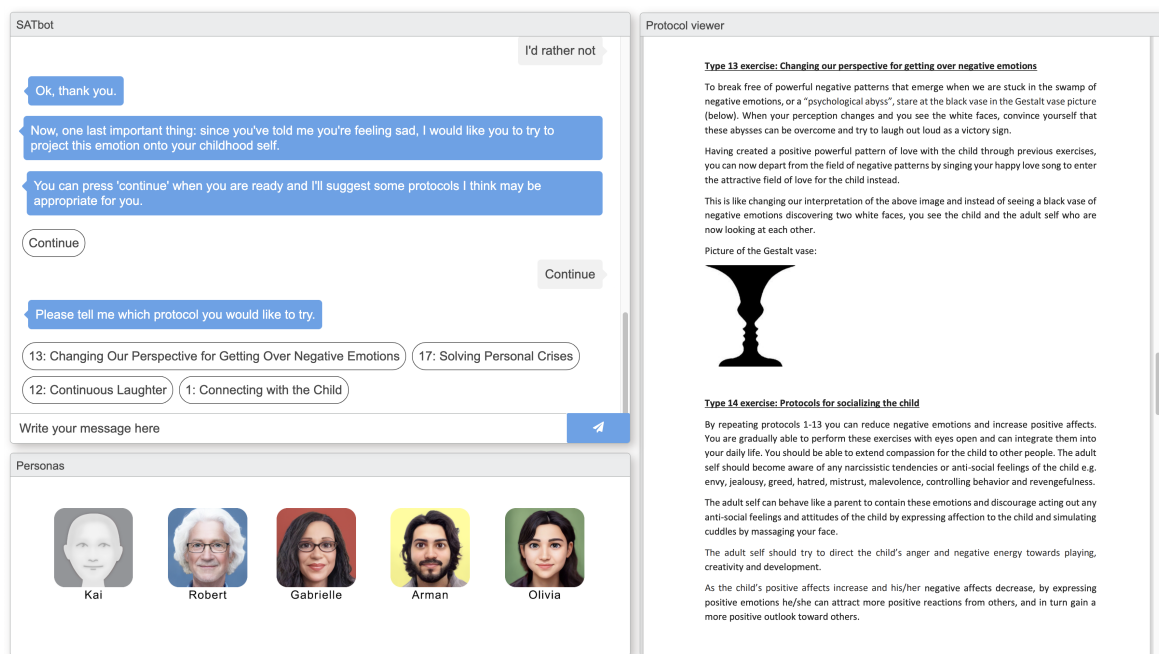 SATbot
I'd rather not
Ok, thank you.
Now, one last important thing: since you've told me you're feeling sad, I would like you to try to
project this emotion onto your childhood self.
You can press 'continue' when you are ready and I'll suggest some protocols I think may be
appropriate for you.
Continue
Continue
Please tell me which protocol you would like to try.
13: Changing Our Perspective for Getting Over Negative Emotions
17: Solving Personal Crises
12: Continuous Laughter
1: Connecting with the Child
Write your message here
Personas
Kai
Robert
Gabrielle
Arman
Olivia
Protocol viewer
Type 13 exercise: Changing our perspective for getting over negative emotions
To break free of powerful negative patterns that emerge when we are stuck in the swamp of
negative emotions, or a “psychological abyss”, stare at the black vase in the Gestalt vase picture
(below). When your perception changes and you see the white faces, convince yourself that
these abysses can be overcome and try to laugh out loud as a victory sign.
Having created a positive powerful pattern of love with the child through previous exercises,
you can now depart from the field of negative patterns by singing your happy love song to enter
the attractive field of love for the child instead.
This is like changing our interpretation of the above image and instead of seeing a black vase of
negative emotions discovering two white faces, you see the child and the adult self who are
now looking at each other.
Picture of the Gestalt vase:
Type 14 exercise: Protocols for socializing the child
By repeating protocols 1-13 you can reduce negative emotions and increase positive affects.
You are gradually able to perform these exercises with eyes open and can integrate them into
your daily life. You should be able to extend compassion for the child to other people. The adult
self should become aware of any narcissistic tendencies or anti-social feelings of the child e.g.
envy, jealousy, greed, hatred, mistrust, malevolence, controlling behavior and revengefulness.
The adult self can behave like a parent to contain these emotions and discourage acting out any
anti-social feelings and attitudes of the child by expressing affection to the child and simulating
cuddles by massaging your face.
The adult self should try to direct the child’s anger and negative energy towards playing,
creativity and development.
As the child’s positive affects increase and his/her negative affects decrease, by expressing
positive emotions he/she can attract more positive reactions from others, and in turn gain a
more positive outlook toward others.